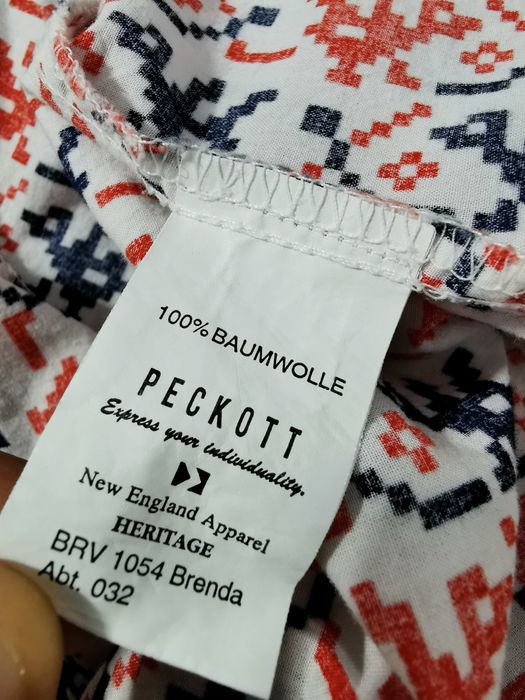 100% BAUMWOLLE
PECKOTT
Express your individuality.
New England Apparel
HERITAGE
BRV 1054 Brenda
Abt. 032